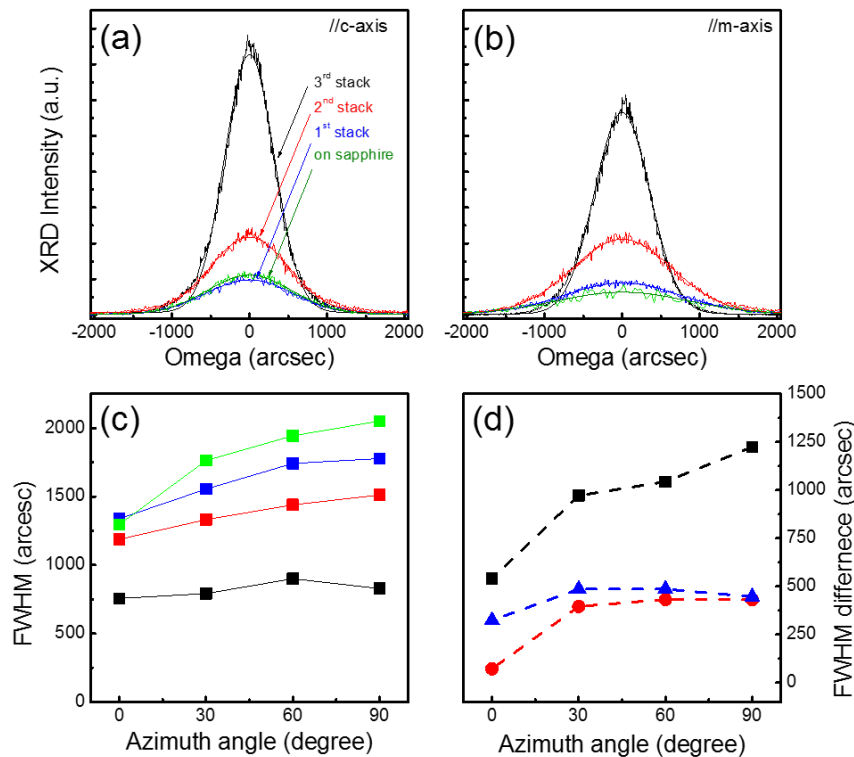 (a)
//c-axis
3rd stack
2nd stack
1st stack
on sapphire
XRD Intensity (a.u.)
-2000 -1000 0 1000 2000
Omega (arcsec)
(b)
//m-axis
-2000 -1000 0 1000 2000
Omega (arcsec)
(c)
2000
1500
1000
750
500
0
FWHM (arcesc)
0 30 60 90
Azimuth angle (degree)
(d)
1500
1250
1000
750
500
250
0
FWHM differnece (arcsec)
0 30 60 90
Azimuth angle (degree)